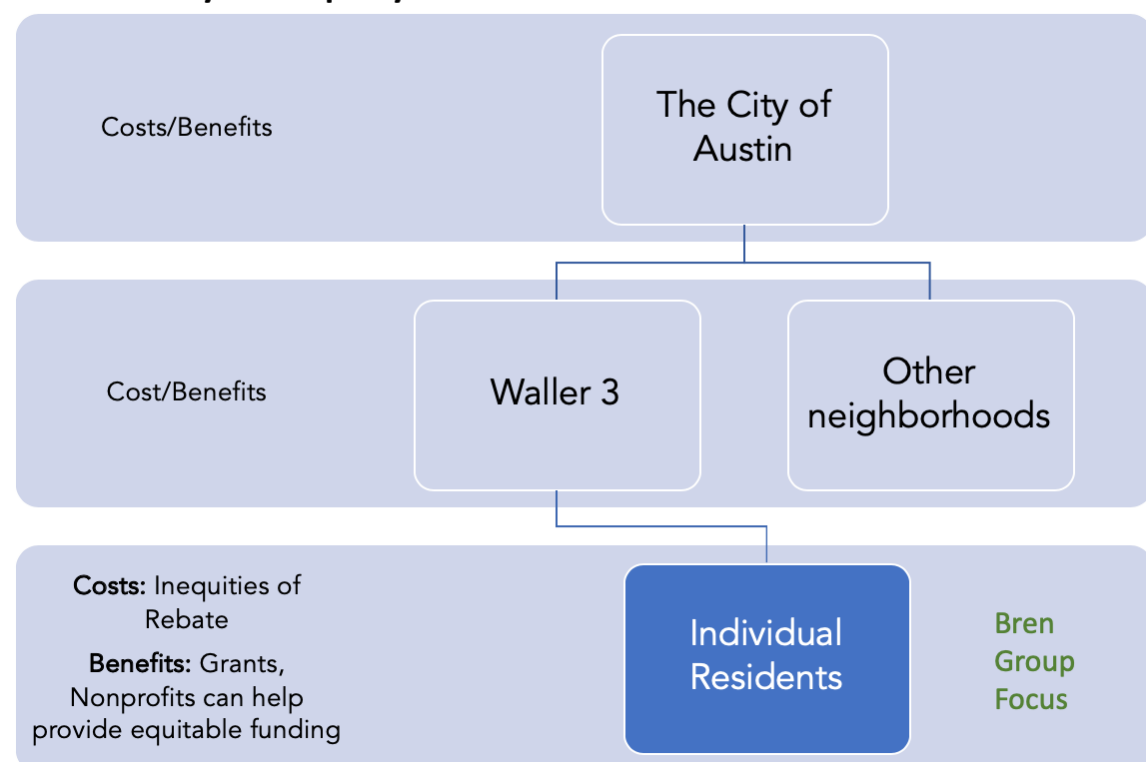 Costs/Benefits
The City of
Austin
Cost/Benefits
Waller 3
Other
neighborhoods
Costs: Inequities of
Rebate
Benefits: Grants,
Nonprofits can help
provide equitable funding
Individual
Residents
Bren
Group
Focus